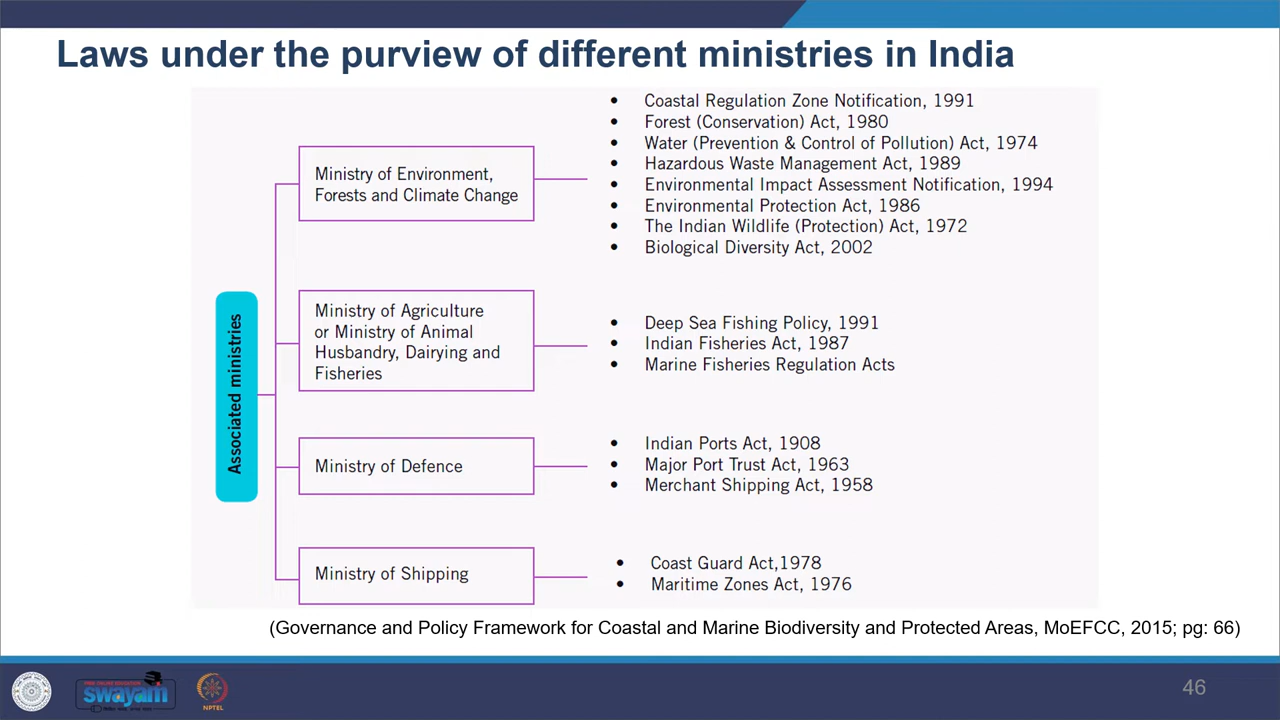 Laws under the purview of different ministries in India
Associated ministries
Ministry of Environment,
Forests and Climate Change
• Coastal Regulation Zone Notification, 1991
• Forest (Conservation) Act, 1980
• Water (Prevention & Control of Pollution) Act, 1974
• Hazardous Waste Management Act, 1989
• Environmental Impact Assessment Notification, 1994
• Environmental Protection Act, 1986
• The Indian Wildlife (Protection) Act, 1972
• Biological Diversity Act, 2002
Ministry of Agriculture
or Ministry of Animal
Husbandry, Dairying and
Fisheries
• Deep Sea Fishing Policy, 1991
• Indian Fisheries Act, 1987
• Marine Fisheries Regulation Acts
Ministry of Defence
• Indian Ports Act, 1908
• Major Port Trust Act, 1963
• Merchant Shipping Act, 1958
Ministry of Shipping
• Coast Guard Act,1978
• Maritime Zones Act, 1976
(Governance and Policy Framework for Coastal and Marine Biodiversity and Protected Areas, MoEFCC, 2015; pg: 66)
swayam
NPTEL
46